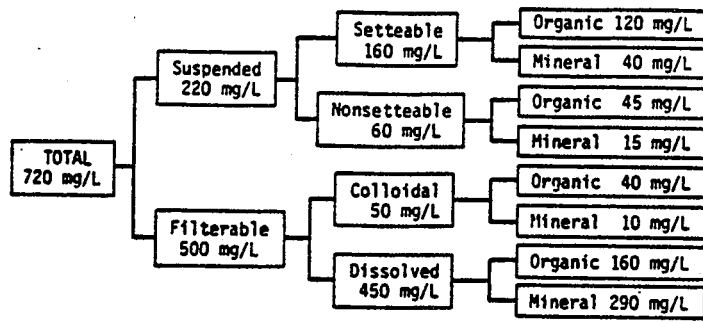 TOTAL
720 mg/L
Suspended
220 mg/L
Filterable
500 mg/L
Setteable
160 mg/L
Nonsetteable
60 mg/L
Colloidal
50 mg/L
Dissolved
450 mg/L
Organic 120 mg/L
Mineral 40 mg/L
Organic 45 mg/L
Mineral 15 mg/L
Organic 40 mg/L
Mineral 10 mg/L
Organic 160 mg/L
Mineral 290 mg/L